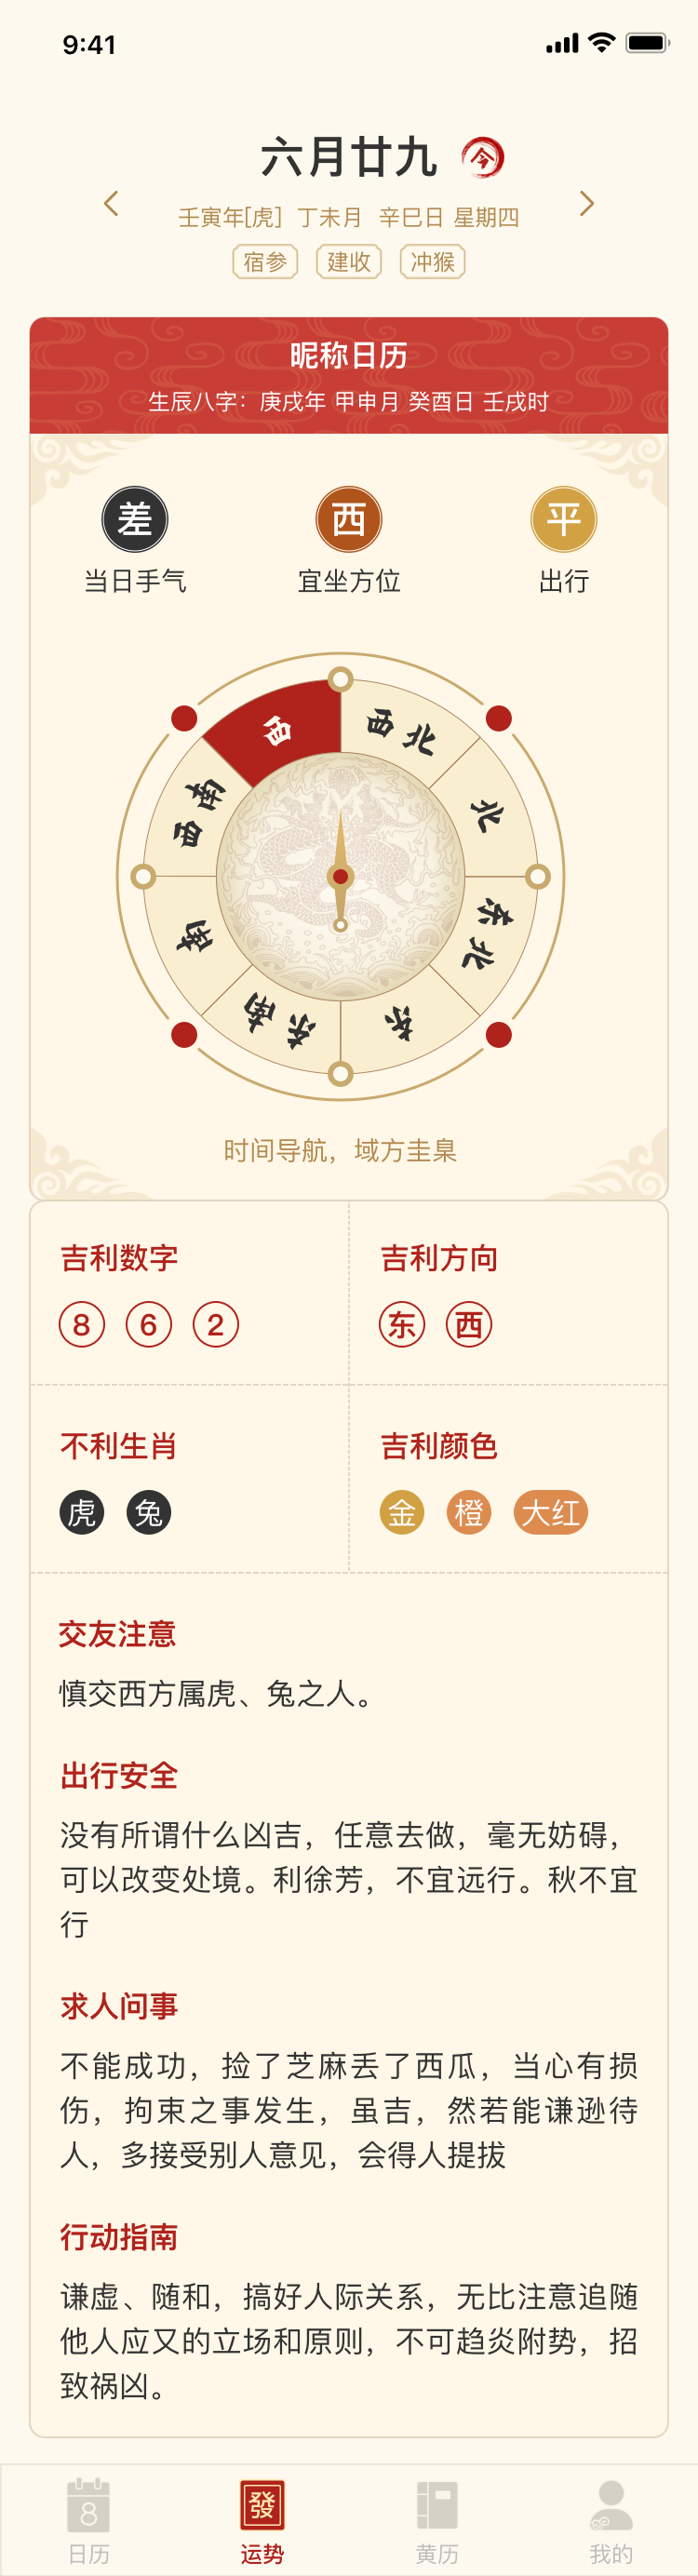 9:41
六月廿九 今
壬寅年[虎] 丁未月 辛巳日 星期四
宿参 建收 冲猴
昵称日历
生辰八字：庚戌年 甲申月 癸酉日 壬戌时
差 西 平
当日手气 宜坐方位 出行
西
西北
北
东北
东
东南
南
西南
时间导航，域方圭臬
吉利数字 吉利方向
8 6 2 东 西
不利生肖 吉利颜色
虎 兔 金 橙 大红
交友注意
慎交西方属虎、兔之人。
出行安全
没有所谓什么凶吉，任意去做，毫无妨碍，
可以改变处境。利徐芳，不宜远行。秋不宜
行
求人问事
不能成功，捡了芝麻丢了西瓜，当心有损
伤，拘束之事发生，虽吉，然若能谦逊待
人，多接受别人意见，会得人提拔
行动指南
谦虚、随和，搞好人际关系，无比注意追随
他人应又的立场和原则，不可趋炎附势，招
致祸凶。
8 發
日历 运势 黄历 我的